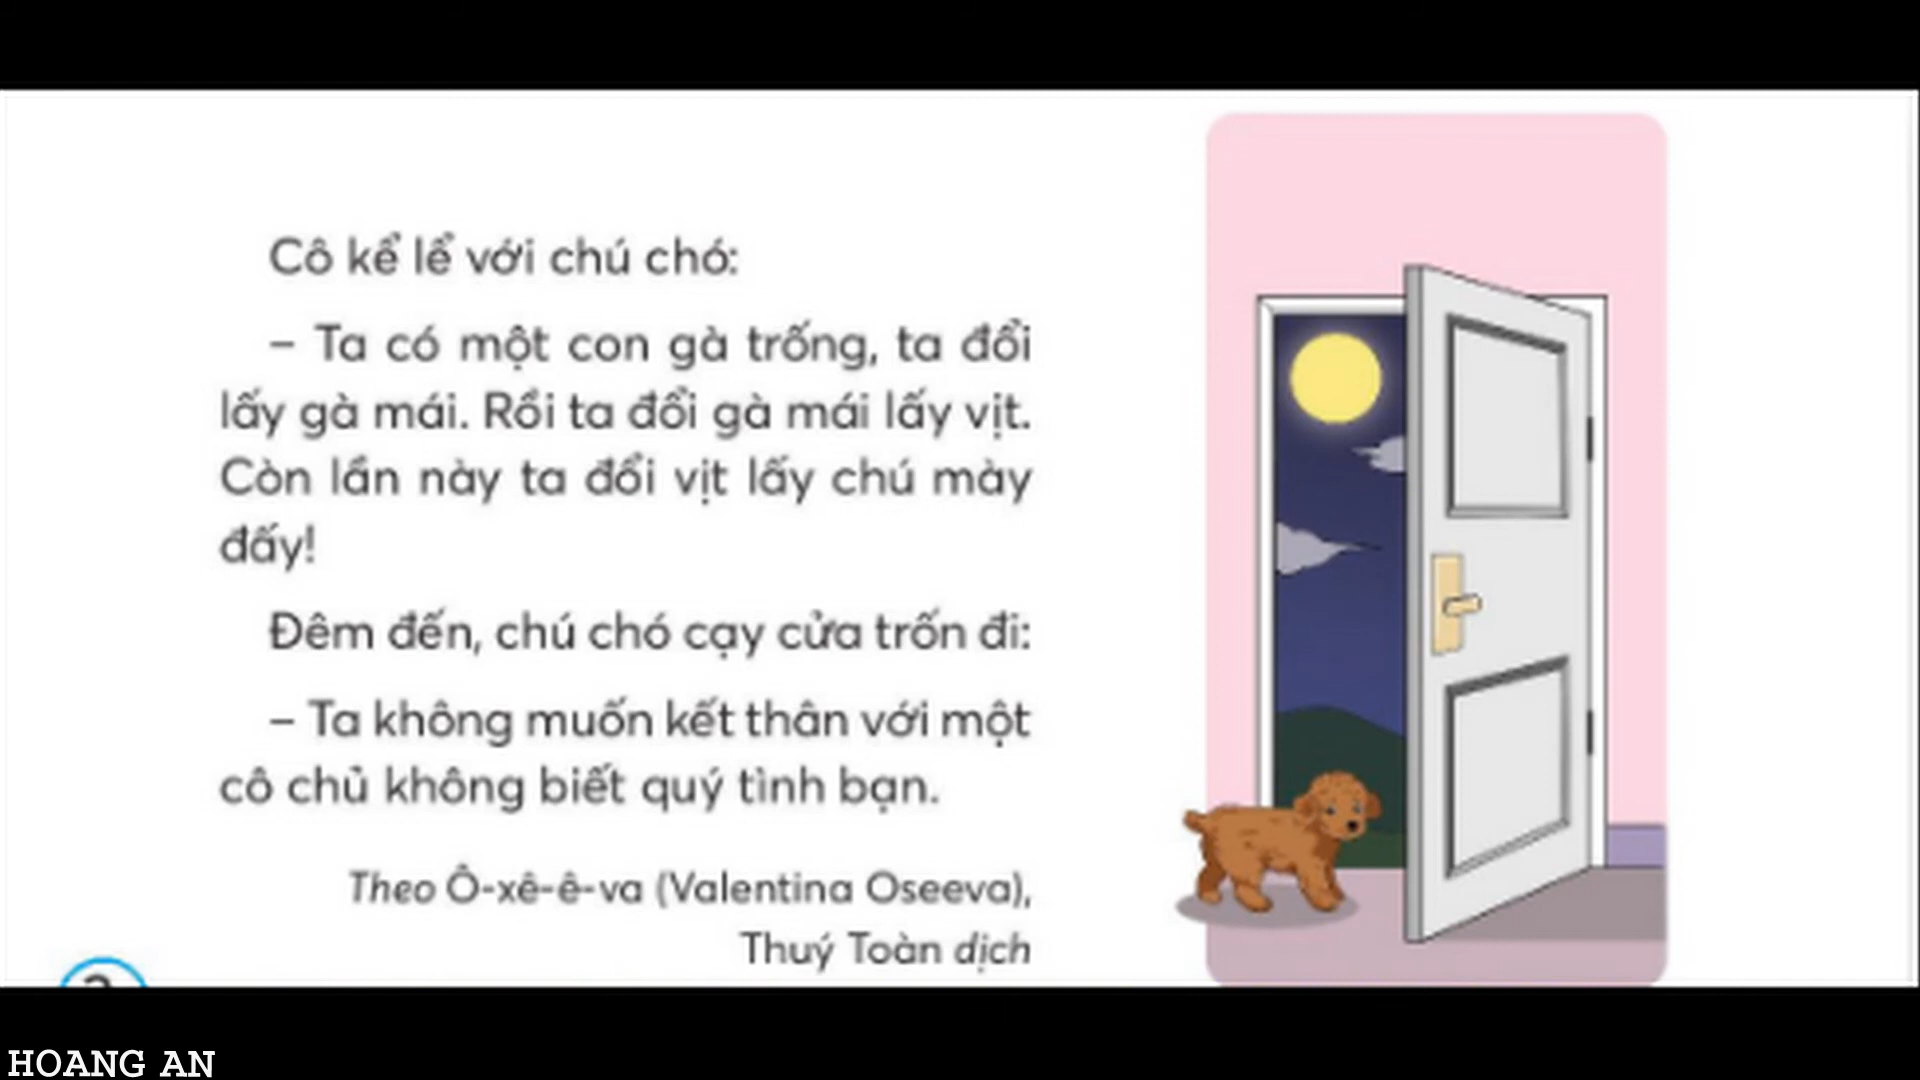 Cô kể lể với chú chó:
– Ta có một con gà trống, ta đổi
lấy gà mái. Rồi ta đổi gà mái lấy vịt.
Còn lần này ta đổi vịt lấy chú mày
đấy!
Đêm đến, chú chó cạy cửa trốn đi:
– Ta không muốn kết thân với một
cô chủ không biết quý tình bạn.
Theo Ô-xê-ê-va (Valentina Oseeva),
Thuý Toàn dịch
HOANG AN